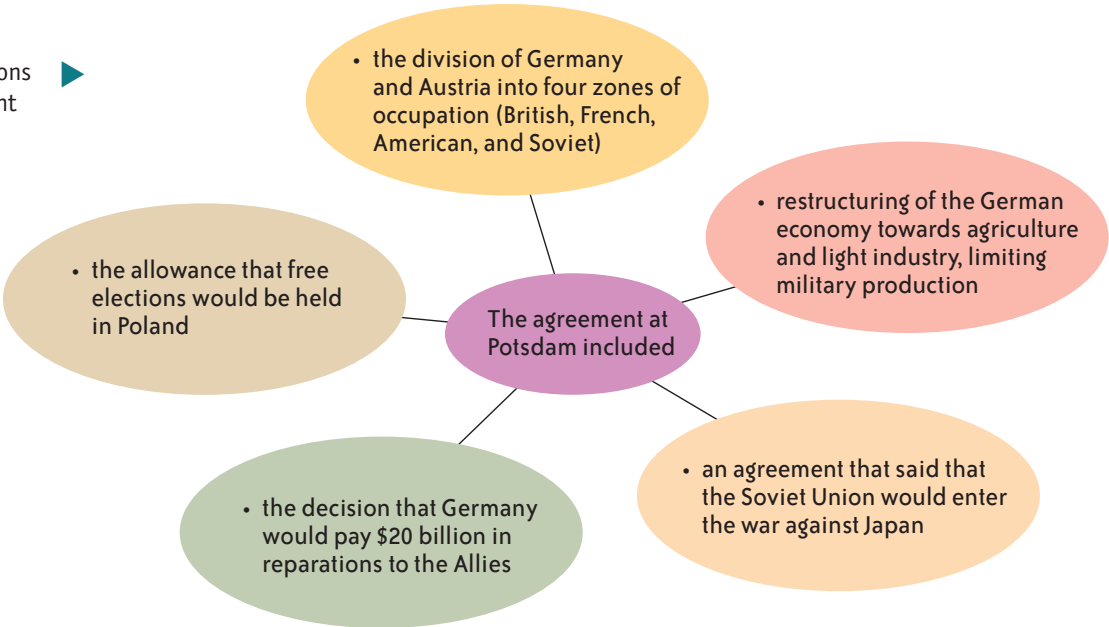 ons
nt
• the division of Germany
and Austria into four zones of
occupation (British, French,
American, and Soviet)
• restructuring of the German
economy towards agriculture
and light industry, limiting
military production
• the allowance that free
elections would be held
in Poland
The agreement at
Potsdam included
• the decision that Germany
would pay $20 billion in
reparations to the Allies
• an agreement that said that
the Soviet Union would enter
the war against Japan